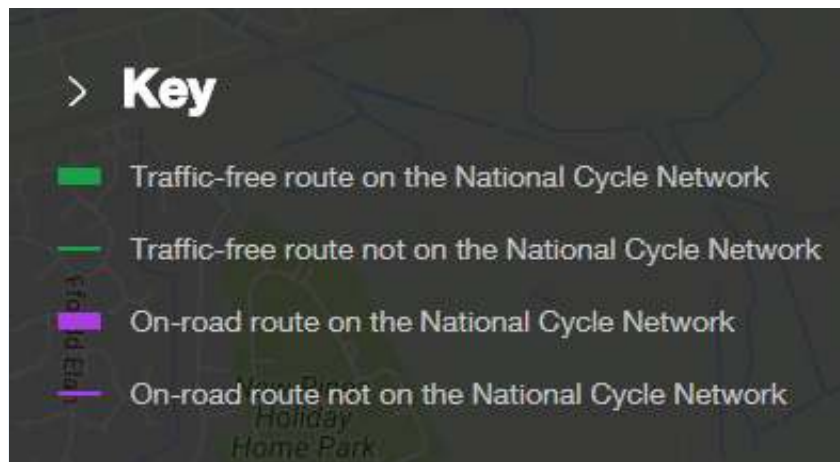 Key
Traffic-free route on the National Cycle Network
Traffic-free route not on the National Cycle Network
On-road route on the National Cycle Network
On-road route not on the National Cycle Network
Holiday
Home Park